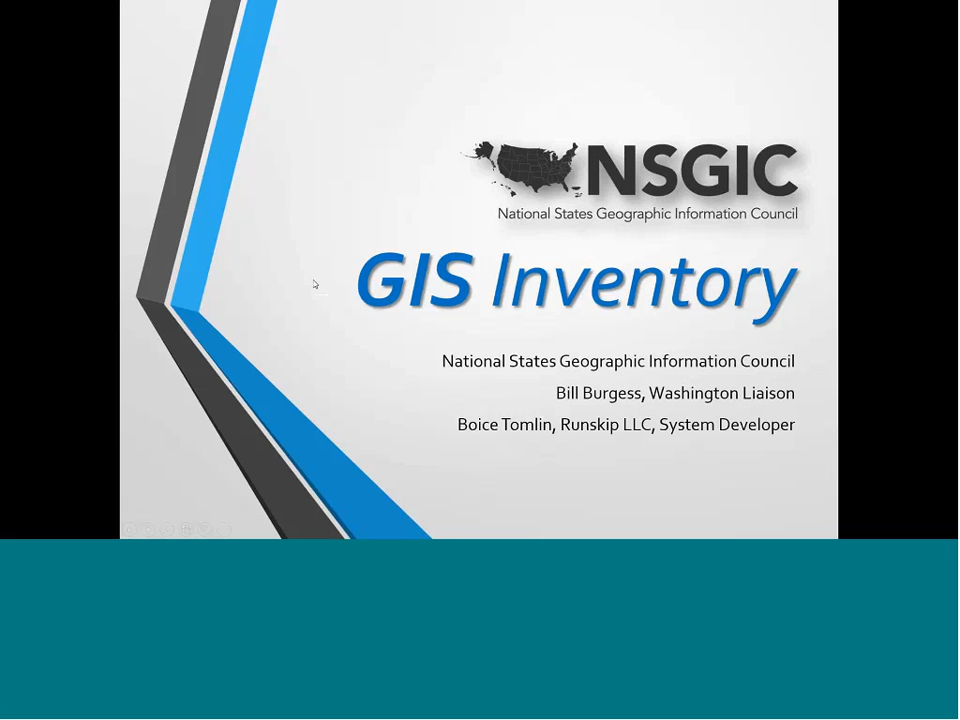 NSGIC
National States Geographic Information Council
GIS Inventory
National States Geographic Information Council
Bill Burgess, Washington Liaison
Boice Tomlin, Runskip LLC, System Developer